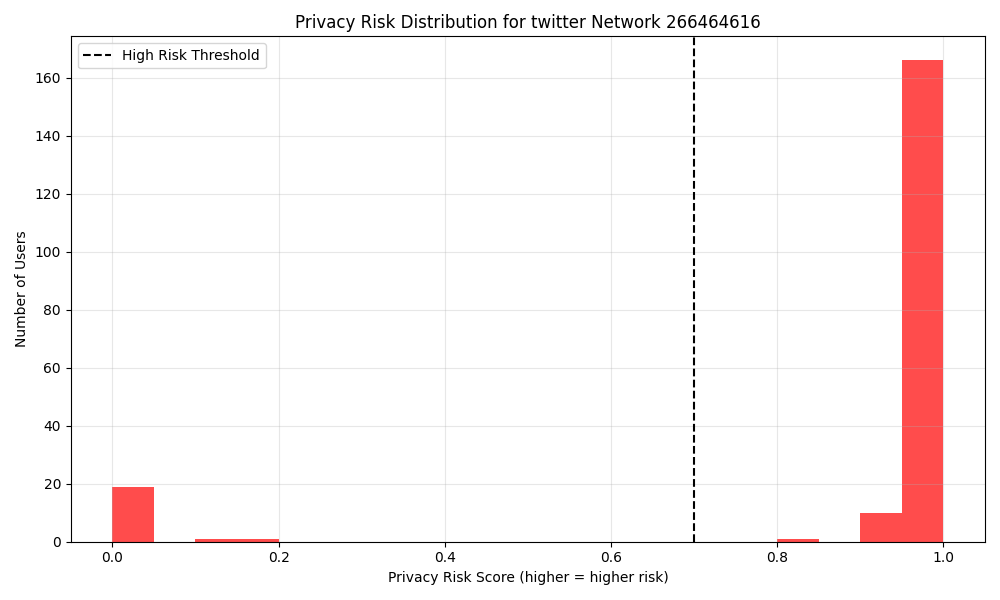 Privacy Risk Distribution for twitter Network 266464616
High Risk Threshold
Number of Users
160
140
120
100
80
60
40
20
0
0.0 0.2 0.4 0.6 0.8 1.0
Privacy Risk Score (higher = higher risk)